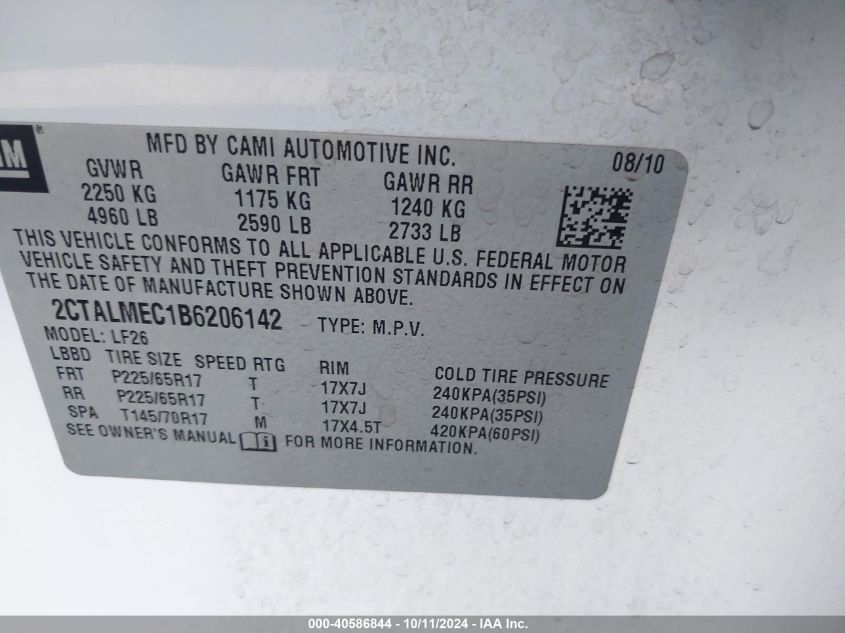 GM®
MFD BY CAMI AUTOMOTIVE INC. 08/10
GVWR GAWR FRT GAWR RR
2250 KG 1175 KG 1240 KG
4960 LB 2590 LB 2733 LB
THIS VEHICLE CONFORMS TO ALL APPLICABLE U.S. FEDERAL MOTOR
VEHICLE SAFETY AND THEFT PREVENTION STANDARDS IN EFFECT ON
THE DATE OF MANUFACTURE SHOWN ABOVE.
2CTALMEC1B6206142 TYPE: M.P.V.
MODEL: LF26
LBBD TIRE SIZE SPEED RTG RIM COLD TIRE PRESSURE
FRT P225/65R17 T 17X7J 240KPA(35PSI)
RR P225/65R17 T 17X7J 240KPA(35PSI)
SPA T145/70R17 M 17X4.5T 420KPA(60PSI)
SEE OWNER'S MANUAL FOR MORE INFORMATION.
000-40586844 - 10/11/2024 - IAA Inc.